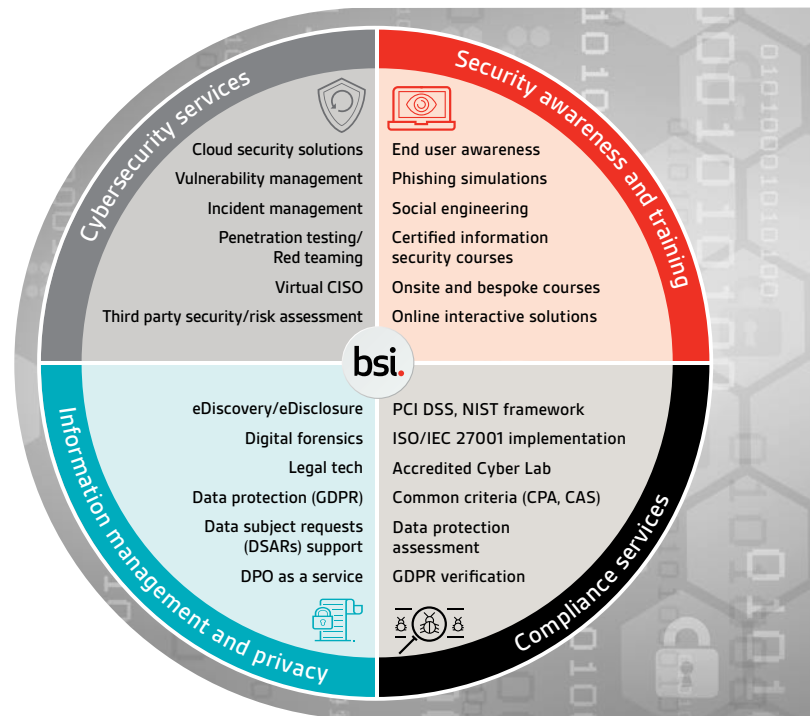 Cybersecurity services
Cloud security solutions
Vulnerability management
Incident management
Penetration testing/
Red teaming
Virtual CISO
Third party security/risk assessment
Security awareness and training
End user awareness
Phishing simulations
Social engineering
Certified information
security courses
Onsite and bespoke courses
Online interactive solutions
bsi.
Information management and privacy
eDiscovery/eDisclosure
Digital forensics
Legal tech
Data protection (GDPR)
Data subject requests
(DSARs) support
DPO as a service
Compliance services
PCI DSS, NIST framework
ISO/IEC 27001 implementation
Accredited Cyber Lab
Common criteria (CPA, CAS)
Data protection
assessment
GDPR verification